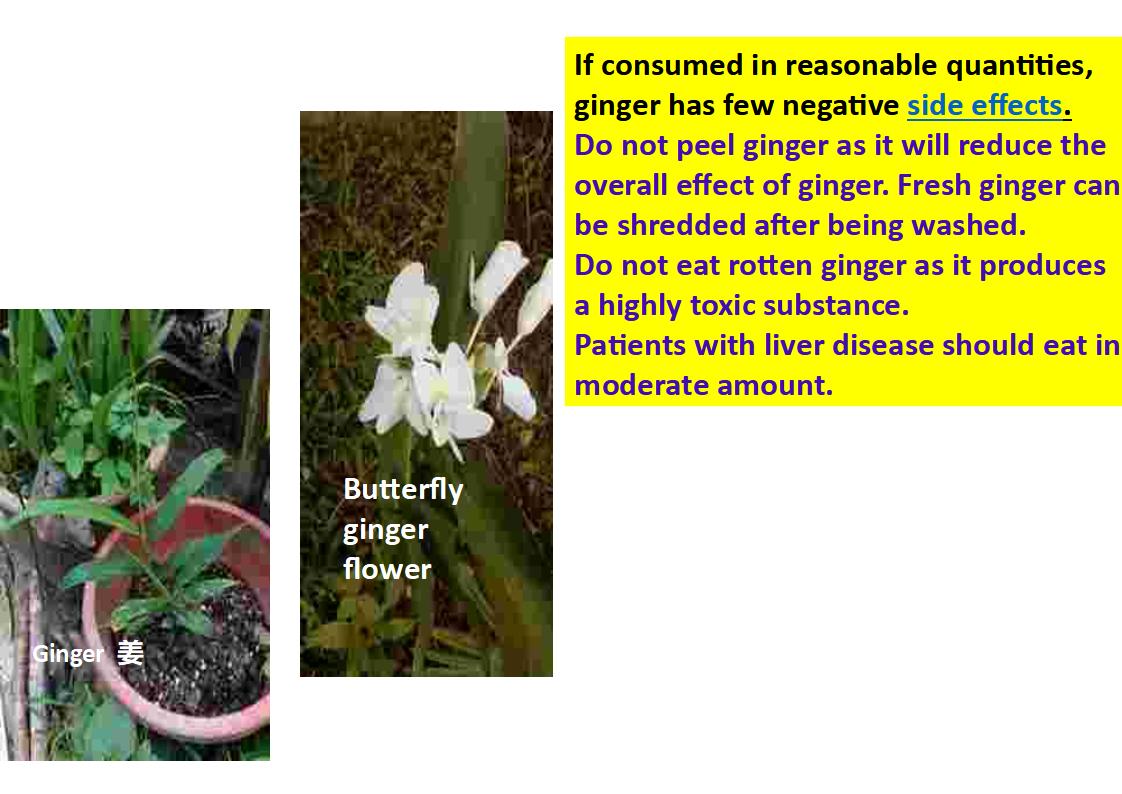 If consumed in reasonable quantities,
ginger has few negative side effects.
Do not peel ginger as it will reduce the
overall effect of ginger. Fresh ginger can
be shredded after being washed.
Do not eat rotten ginger as it produces
a highly toxic substance.
Patients with liver disease should eat in
moderate amount.
Butterfly
ginger
flower
Ginger 姜